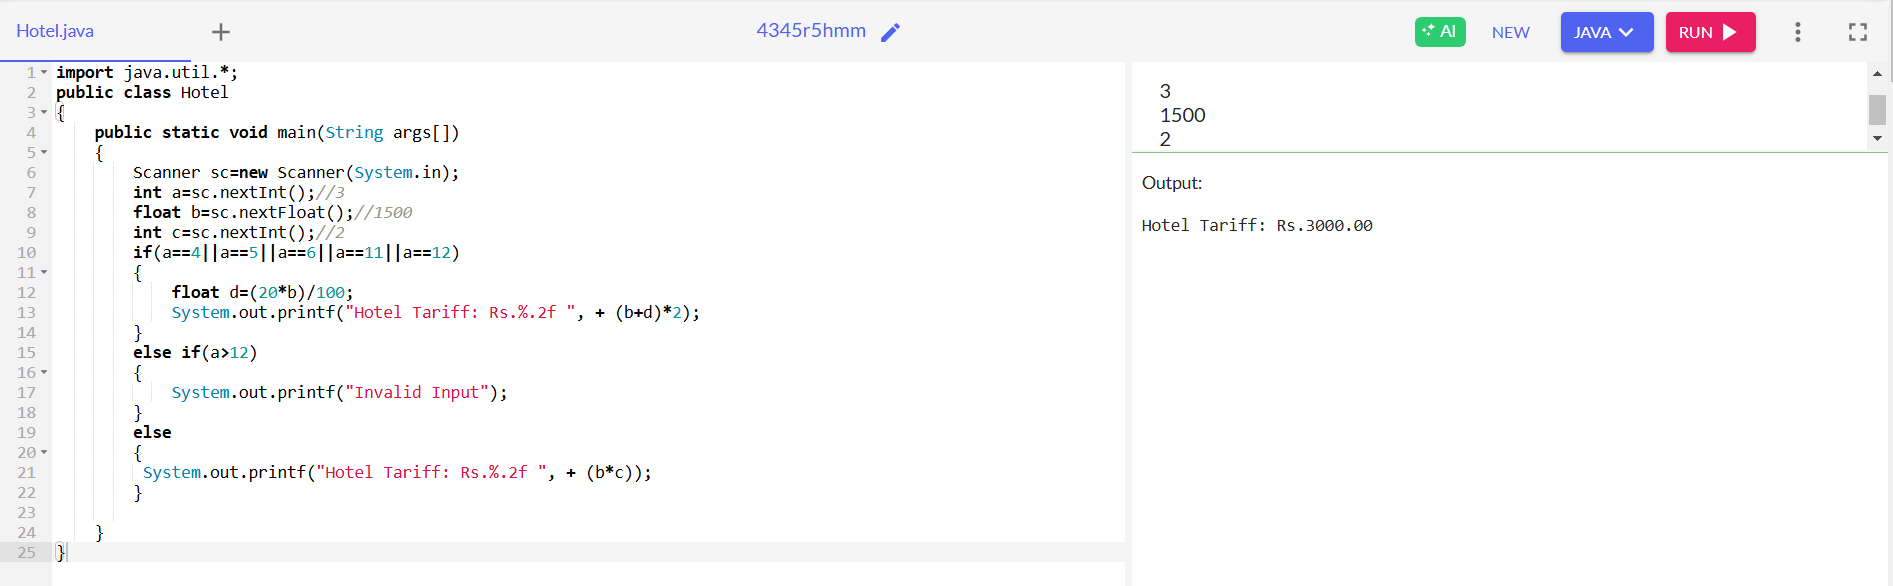 Hotel.java + 4345r5hmm AI NEW JAVA RUN
1 import java.util.*;
2 public class Hotel
3 {
4 public static void main(String args[])
5 {
6 Scanner sc=new Scanner(System.in);
7 int a=sc.nextInt();//3
8 float b=sc.nextFloat();//1500
9 int c=sc.nextInt();//2
10 if(a==4||a==5||a==6||a==11||a==12)
11 {
12 float d=(20*b)/100;
13 System.out.printf("Hotel Tariff: Rs.%.2f ", + (b+d)*2);
14 }
15 else if(a>12)
16 {
17 System.out.printf("Invalid Input");
18 }
19 else
20 {
21 System.out.printf("Hotel Tariff: Rs.%.2f ", + (b*c));
22 }
23
24 }
25 }
3
1500
2
Output:
Hotel Tariff: Rs.3000.00